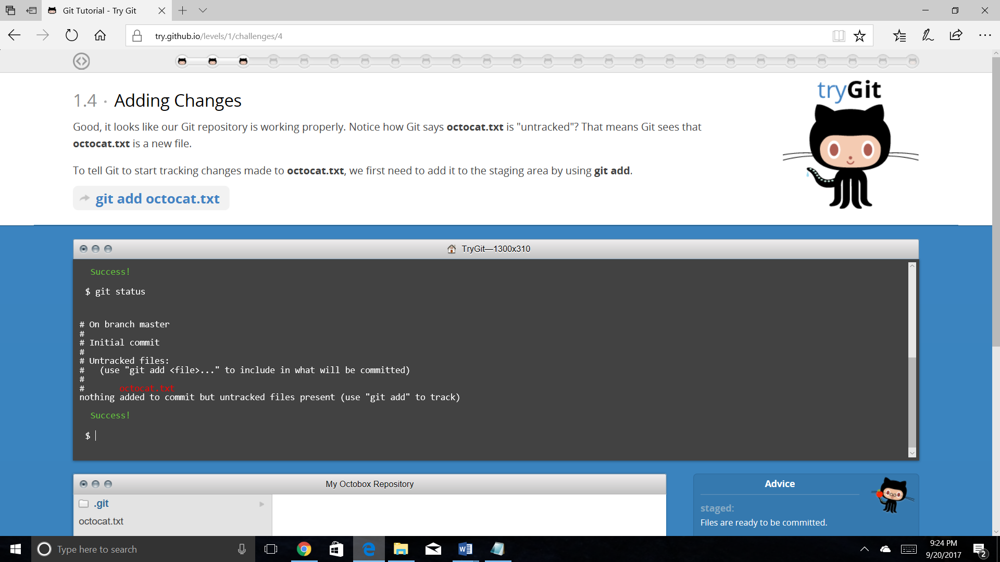 Git Tutorial - Try Git
try.github.io/levels/1/challenges/4
tryGit
1.4 · Adding Changes
Good, it looks like our Git repository is working properly. Notice how Git says octocat.txt is "untracked"? That means Git sees that
octocat.txt is a new file.
To tell Git to start tracking changes made to octocat.txt, we first need to add it to the staging area by using git add.
git add octocat.txt
TryGit—1300x310
Success!
$ git status
# On branch master
#
# Initial commit
#
# Untracked files:
#   (use "git add <file>..." to include in what will be committed)
#
#       octocat.txt
nothing added to commit but untracked files present (use "git add" to track)
Success!
$
My Octobox Repository
.git
octocat.txt
Advice
staged:
Files are ready to be committed.
Type here to search
9:24 PM
9/20/2017
2